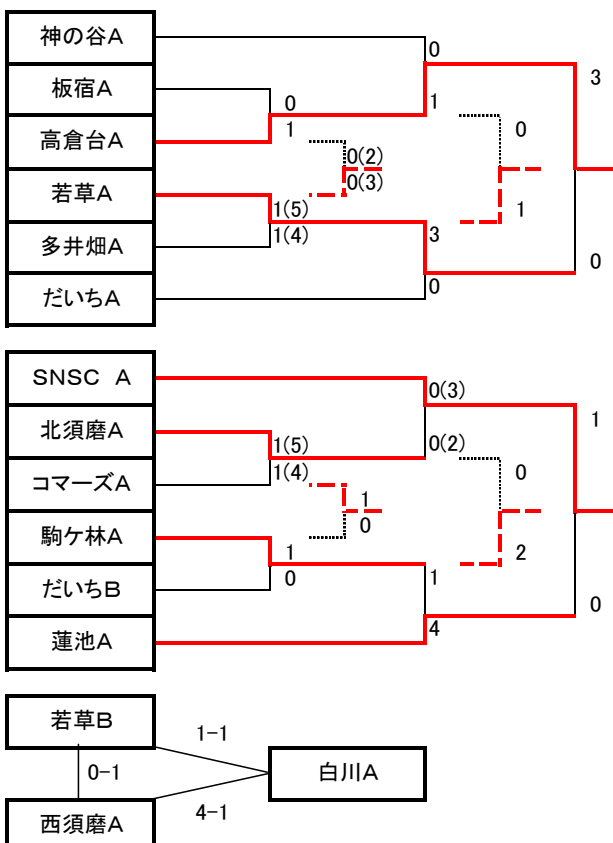 神の谷A
0
3
板宿A
0
1
0
高倉台A
1
0(2)
0(3)
若草A
1(5)
1
多井畑A
1(4)
3
0
だいちA
0
SNSC A
0(3)
1
北須磨A
1(5)
0(2)
0
コマーズA
1(4)
1
0
駒ケ林A
1
2
だいちB
0
1
0
蓮池A
4
若草B
1-1
0-1
白川A
4-1
西須磨A